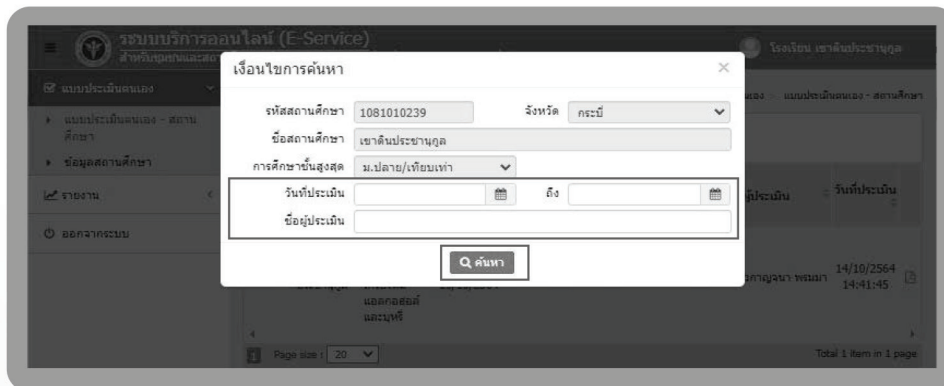 ระบบบริการออนไลน์ (E-Service)
โรงเรียน เขาดินประชานุกูล
เงื่อนไขการค้นหา
×
แบบประเมินตนเอง
แบบประเมินตนเอง - สถานศึกษา
แบบประเมินตนเอง - สถาน
ศึกษา
ข้อมูลสถานศึกษา
รายงาน
ออกจากระบบ
รหัสสถานศึกษา 1081010239 จังหวัด กระบี่
ชื่อสถานศึกษา เขาดินประชานุกูล
การศึกษาชั้นสูงสุด ม.ปลาย/เทียบเท่า
วันที่ประเมิน ถึง
ชื่อผู้ประเมิน
ค้นหา
วันที่ประเมิน
พรมมา 14/10/2564
14:41:45
แอลกอฮอล์
และบุหรี่
1 Page size : 20 Total 1 item in 1 page